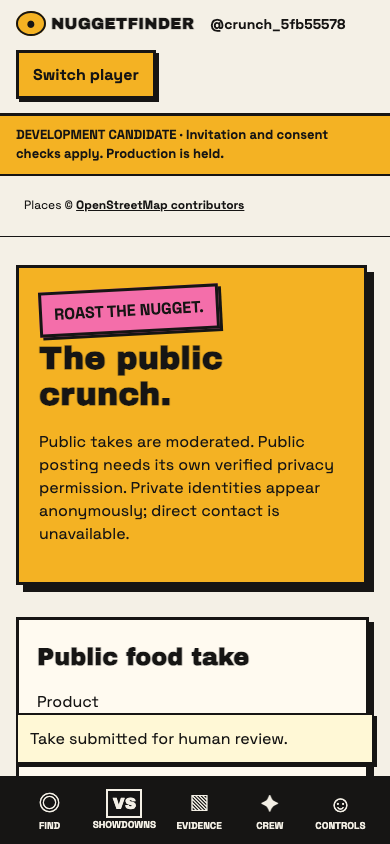 NUGGETFINDER @crunch_5fb55578
Switch player
DEVELOPMENT CANDIDATE · Invitation and consent
checks apply. Production is held.
Places © OpenStreetMap contributors
ROAST THE NUGGET.
The public
crunch.
Public takes are moderated. Public
posting needs its own verified privacy
permission. Private identities appear
anonymously; direct contact is
unavailable.
Public food take
Product
Take submitted for human review.
FIND
VS SHOWDOWNS
EVIDENCE
CREW
CONTROLS